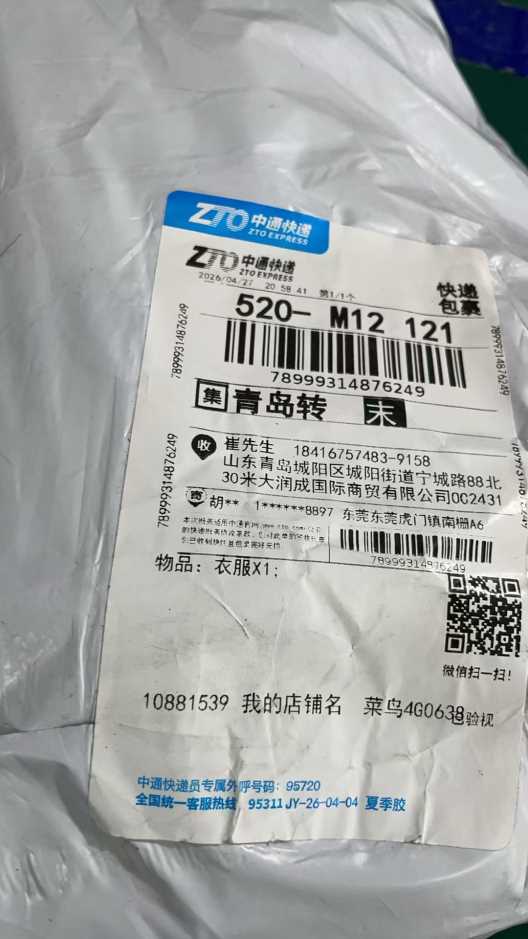 ZTO 中通快递
ZTO EXPRESS
ZTO 中通快递
ZTO EXPRESS
2026/04/27 20 58 41 第1/1个
快递
包裹
520- M12 121
78999314876249
78999314876249
78999314876249
集 青岛转 末
收 崔先生 18416757483-9158
山东青岛城阳区城阳街道宁城路88北
30米大润成国际商贸有限公司0C2431
78999314876249
寄 胡** 1******8897 东莞东莞虎门镇南栅A6
78999314876249
物品：衣服X1;
微信扫一扫！
10881539 我的店铺名 菜鸟4G0638
已验视
中通快递员专属外呼号码：95720
全国统一客服热线 95311 JY-26-04-04 夏季胶